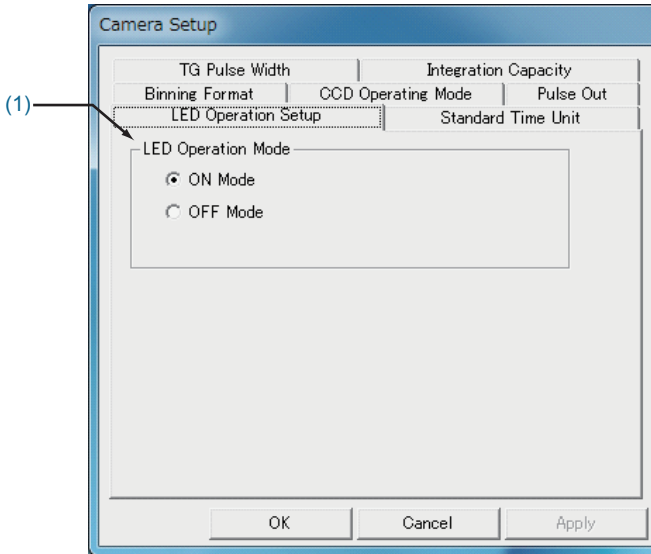 Camera Setup
TG Pulse Width
Integration Capacity
Binning Format
CCD Operating Mode
Pulse Out
LED Operation Setup
Standard Time Unit
(1)
LED Operation Mode
ON Mode
OFF Mode
OK
Cancel
Apply